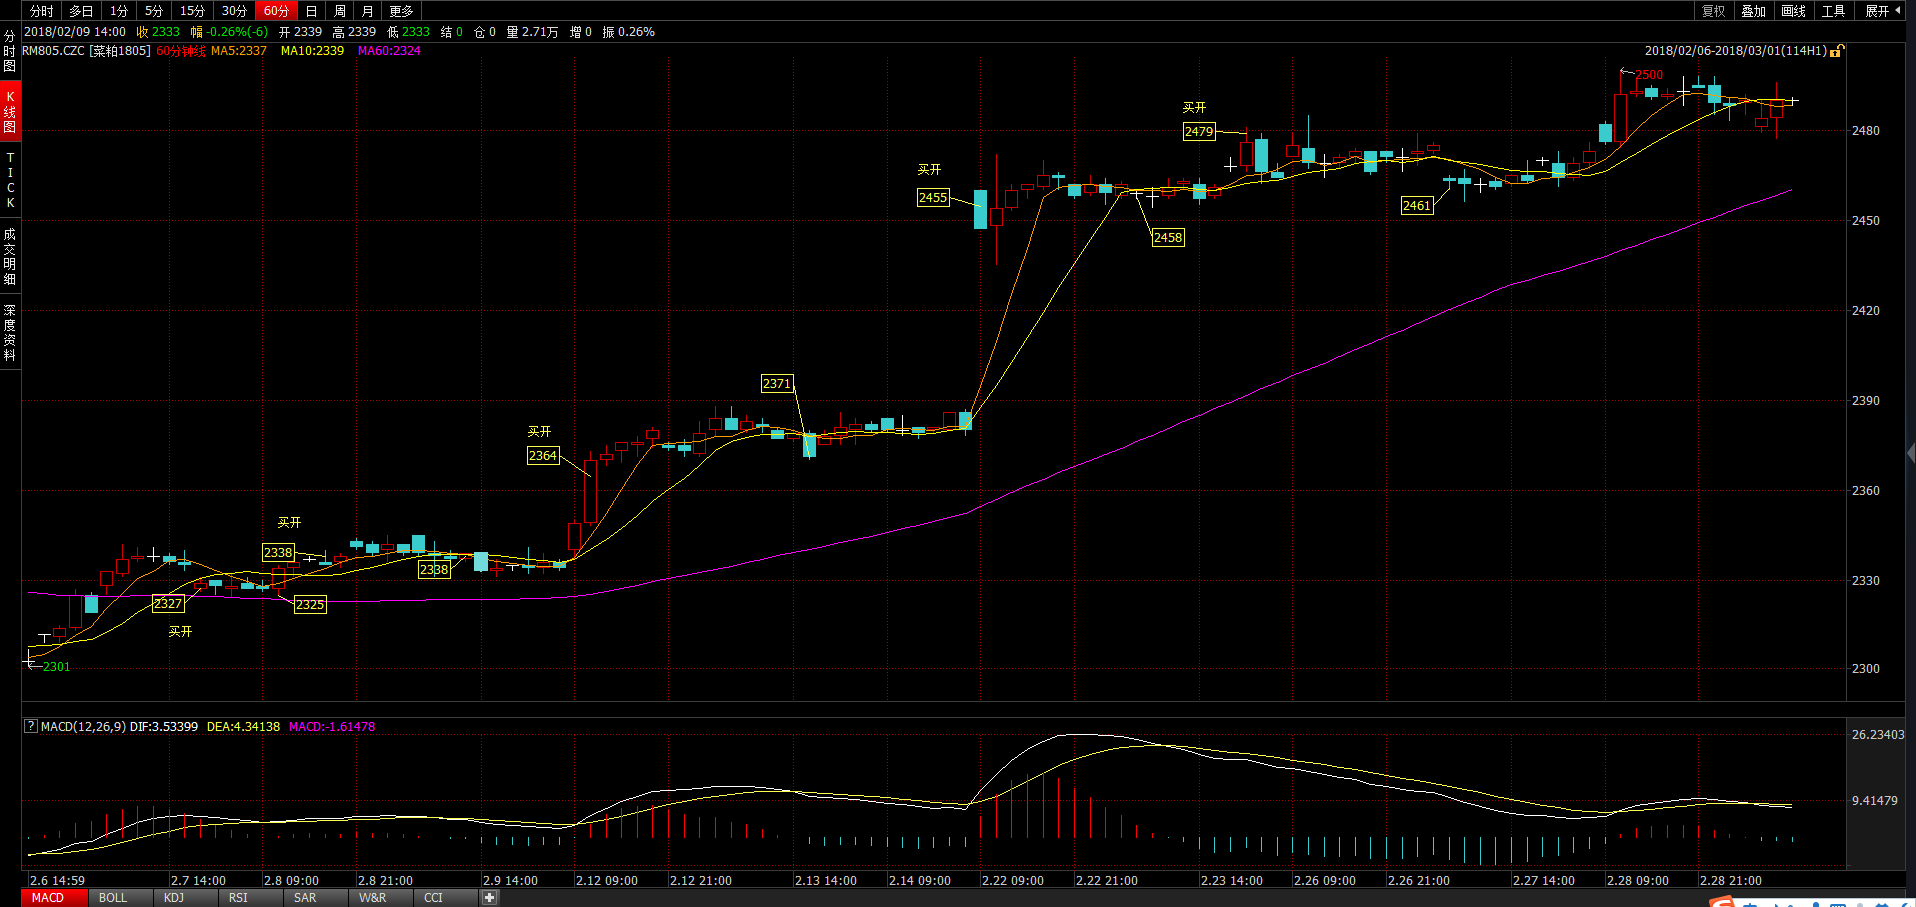 分时 多日 1分 5分 15分 30分 60分 日 周 月 更多 复权 叠加 画线 工具 展开
2018/02/09 14:00 收 2333 幅 -0.26%(-6) 开 2339 高 2339 低 2333 结 0 仓 0 量 2.71万 增 0 振 0.26%
RM805.CZC [菜粕1805] 60分钟线 MA5:2337 MA10:2339 MA60:2324 2018/02/06-2018/03/01(114H1)
分时图
K线图
TICK
成交明细
深度资料
2500
买开
2479
2480
买开
2455
2461
2450
2458
2420
2371
2390
买开
2364
2360
买开
2338
2338
2330
2327
2325
买开
2301
2300
? MACD(12,26,9) DIF:3.53399 DEA:4.34138 MACD:-1.61478
26.23403
9.41479
2.6 14:59 2.7 14:00 2.8 09:00 2.8 21:00 2.9 14:00 2.12 09:00 2.12 21:00 2.13 14:00 2.14 09:00 2.22 09:00 2.22 21:00 2.23 14:00 2.26 09:00 2.26 21:00 2.27 14:00 2.28 09:00 2.28 21:00
MACD BOLL KDJ RSI SAR W&R CCI